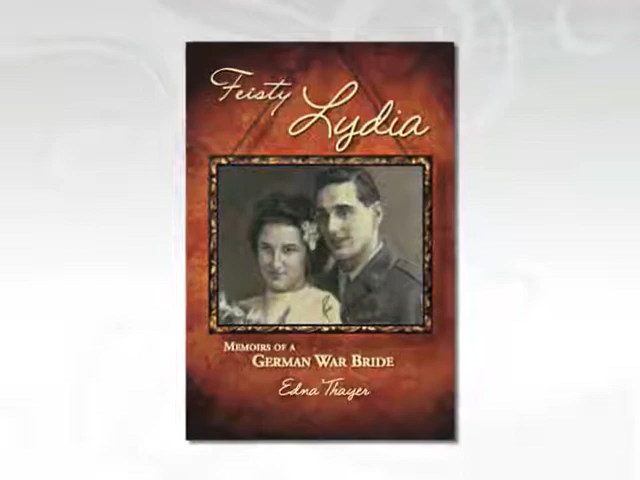 Feisty Lydia
MEMOIRS OF A
GERMAN WAR BRIDE
Edna Thayer